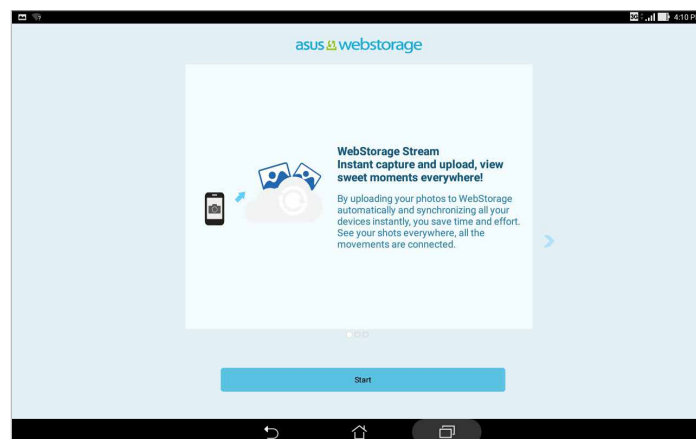 3G 4:10 P
asus webstorage
WebStorage Stream
Instant capture and upload, view
sweet moments everywhere!
By uploading your photos to WebStorage
automatically and synchronizing all your
devices instantly, you save time and effort.
See your shots everywhere, all the
movements are connected.
Start